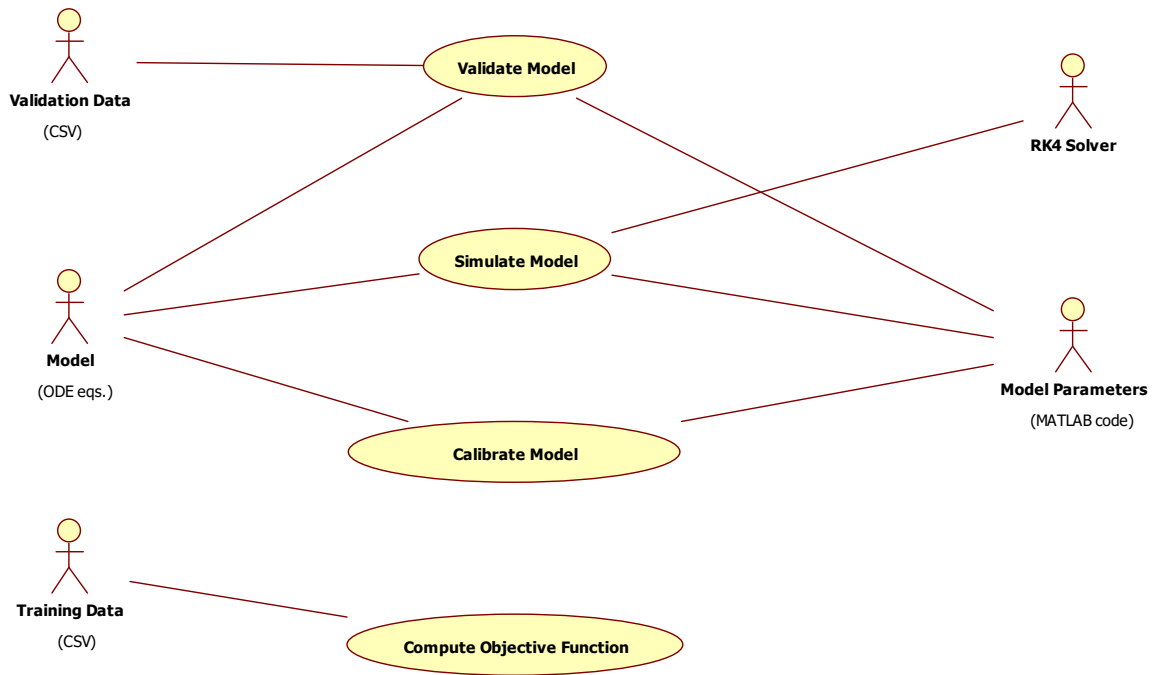 Validate Model
Validation Data
(CSV)
RK4 Solver
Simulate Model
Model
(ODE eqs.)
Model Parameters
(MATLAB code)
Calibrate Model
Training Data
(CSV)
Compute Objective Function